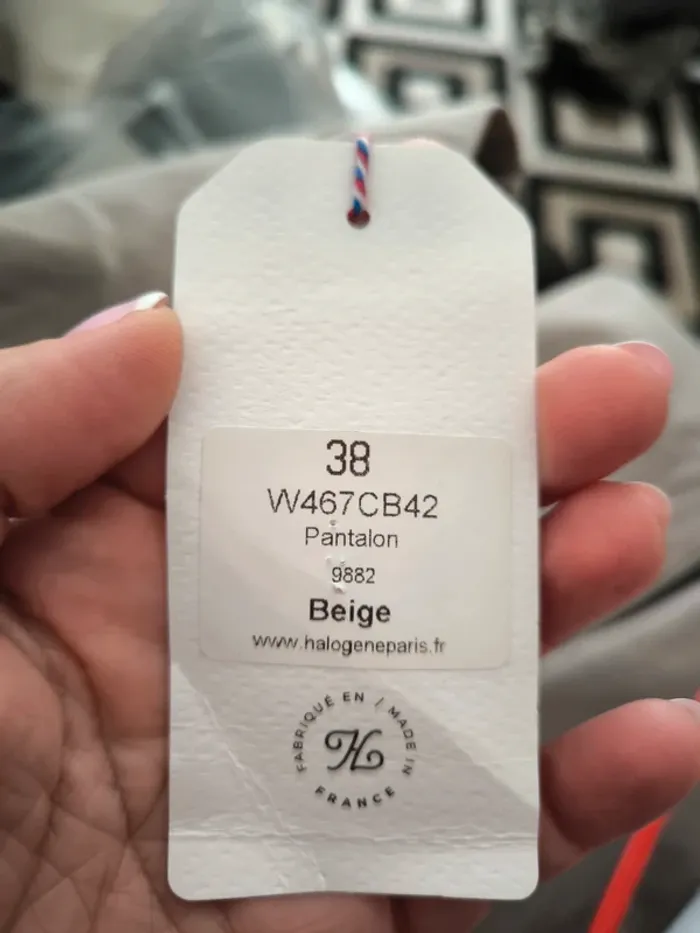 38
W467CB42
Pantalon
9882
Beige
www.halogeneparis.fr
FABRIQUÉ EN / MADE IN FRANCE
H